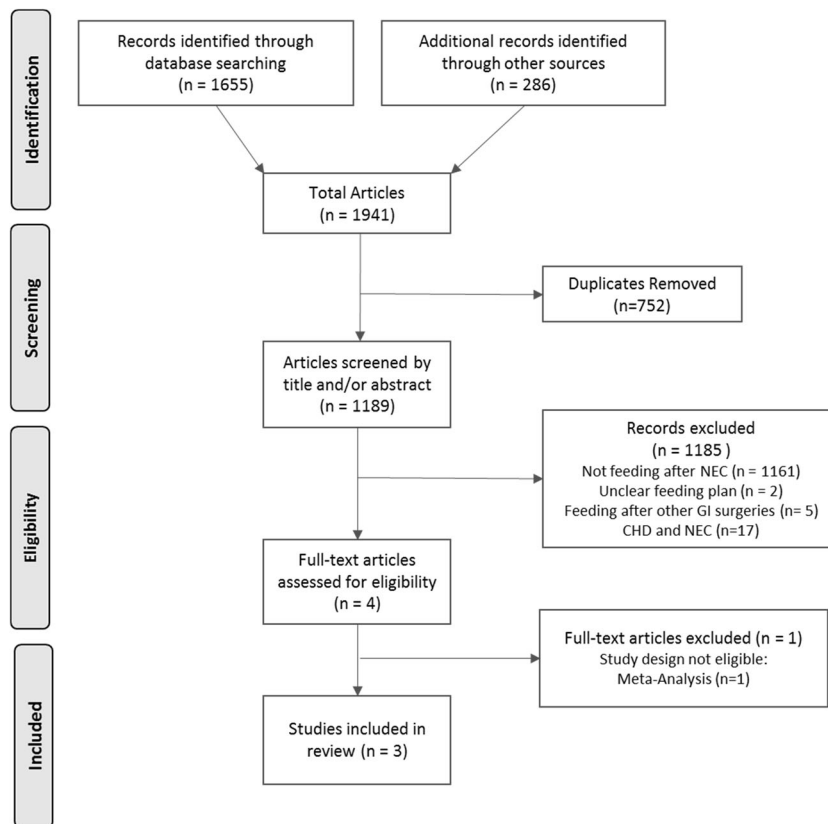 Identification
Records identified through
database searching
(n = 1655)
Additional records identified
through other sources
(n = 286)
Total Articles
(n = 1941)
Screening
Duplicates Removed
(n=752)
Articles screened by
title and/or abstract
(n = 1189)
Eligibility
Records excluded
(n = 1185 )
Not feeding after NEC (n = 1161)
Unclear feeding plan (n = 2)
Feeding after other GI surgeries (n= 5)
CHD and NEC (n=17)
Full-text articles
assessed for eligibility
(n = 4)
Full-text articles excluded (n = 1)
Study design not eligible:
Meta-Analysis (n=1)
Included
Studies included in
review (n = 3)